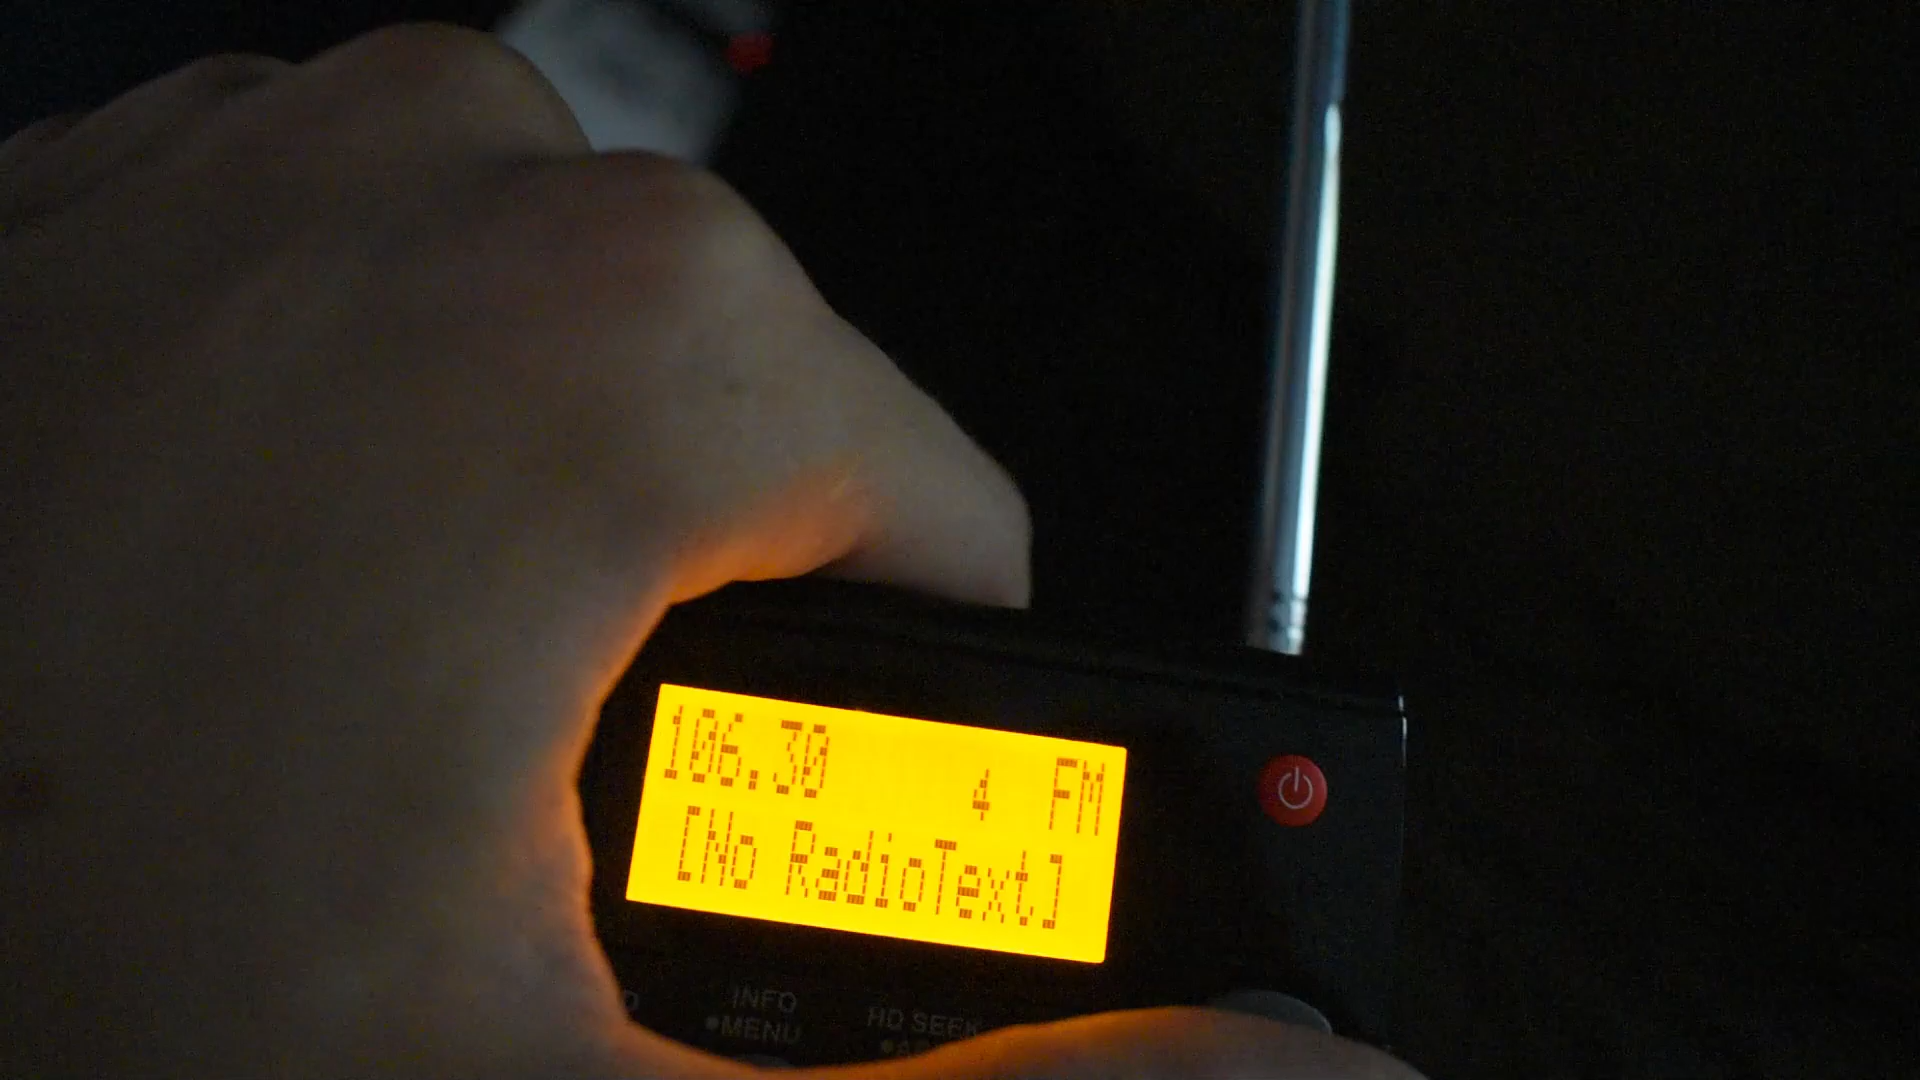 106.30 4 FM
[No RadioText]
INFO HD SEEK
•MENU